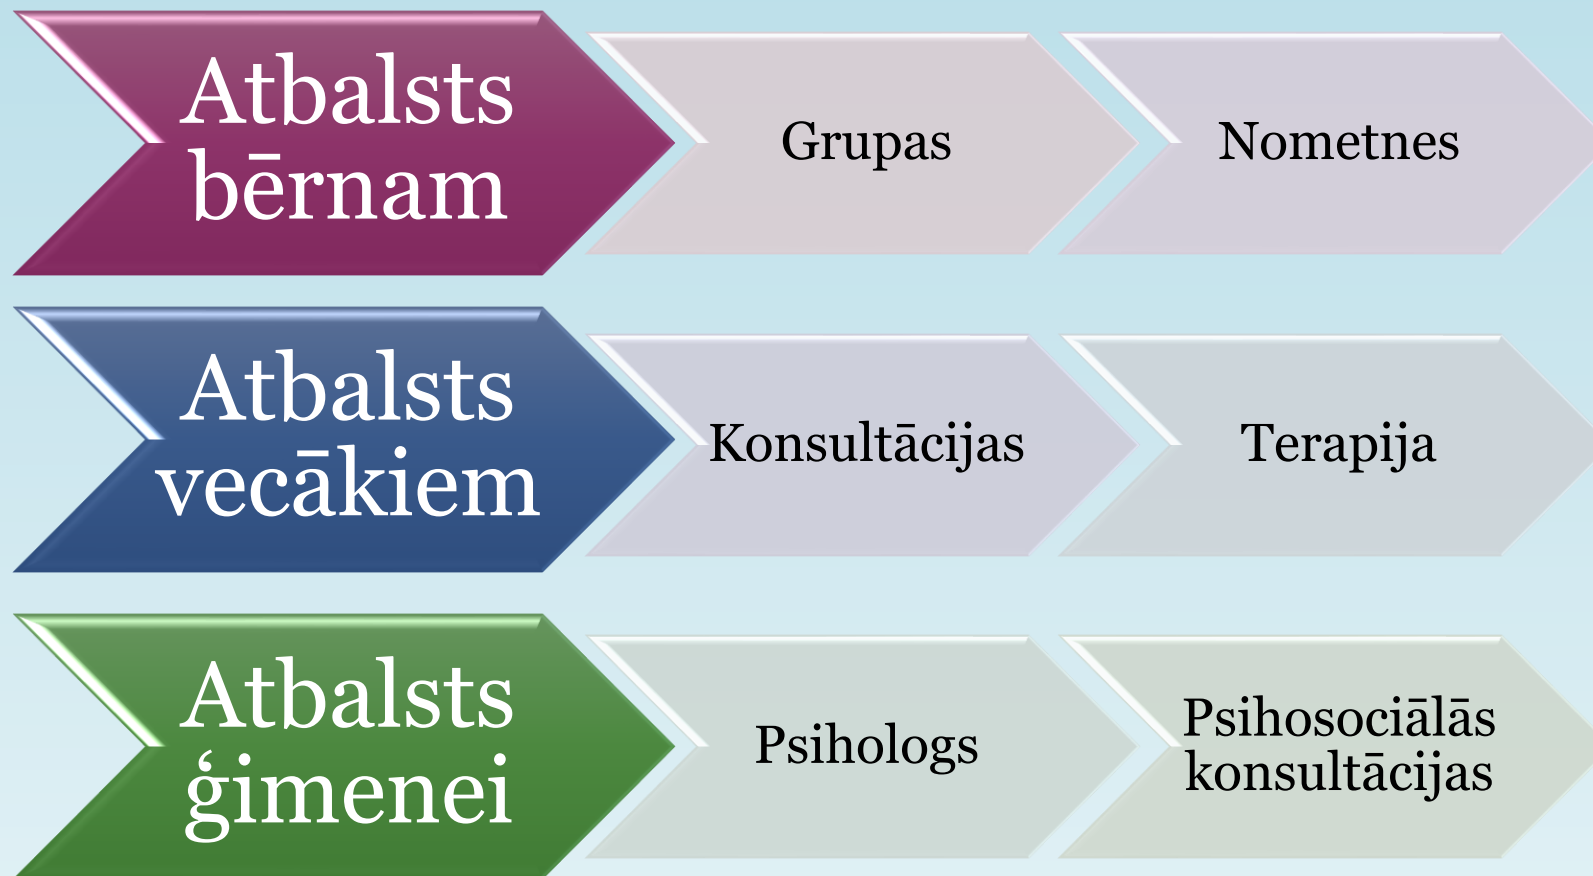 Atbalsts
bērnam
Grupas
Nometnes
Atbalsts
vecākiem
Konsultācijas
Terapija
Atbalsts
ģimenei
Psihologs
Psihosociālās
konsultācijas